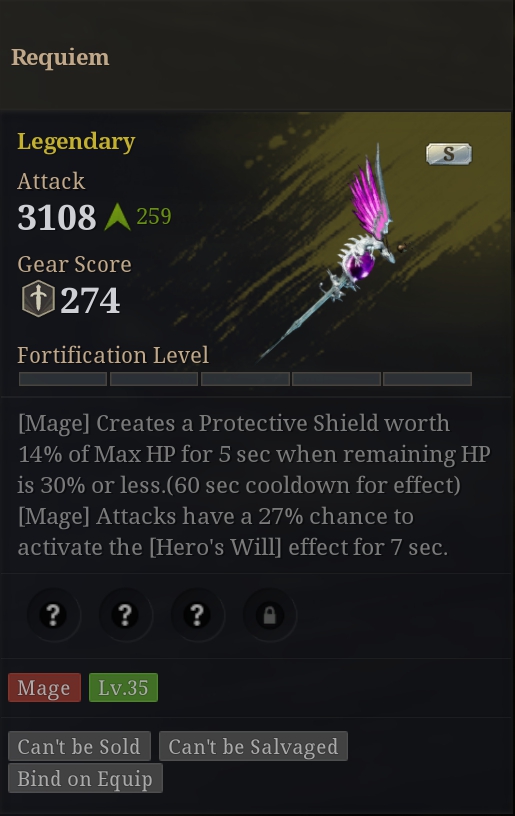 Requiem
Legendary
S
Attack
3108 259
Gear Score
274
Fortification Level
[Mage] Creates a Protective Shield worth
14% of Max HP for 5 sec when remaining HP
is 30% or less.(60 sec cooldown for effect)
[Mage] Attacks have a 27% chance to
activate the [Hero's Will] effect for 7 sec.
? ? ?
Mage Lv.35
Can't be Sold Can't be Salvaged
Bind on Equip